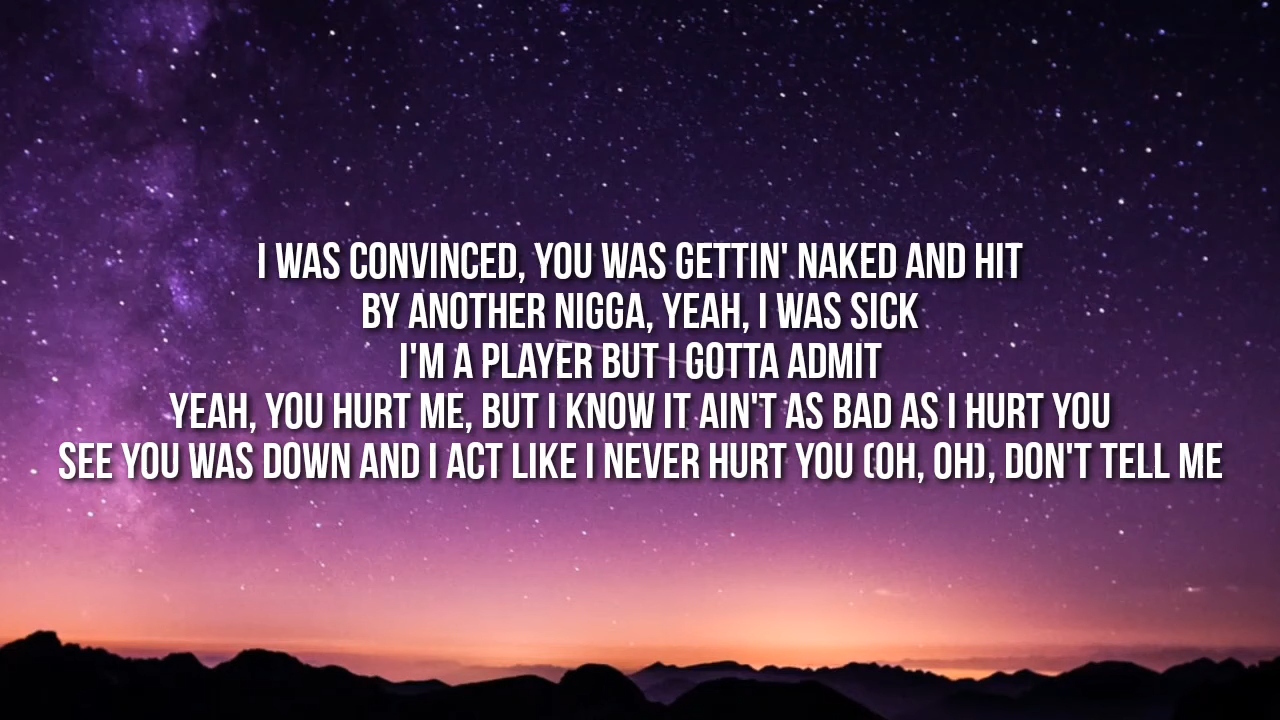 I WAS CONVINCED, YOU WAS GETTIN' NAKED AND HIT
BY ANOTHER NIGGA, YEAH, I WAS SICK
I'M A PLAYER BUT I GOTTA ADMIT
YEAH, YOU HURT ME, BUT I KNOW IT AIN'T AS BAD AS I HURT YOU
SEE YOU WAS DOWN AND I ACT LIKE I NEVER HURT YOU (OH, OH), DON'T TELL ME